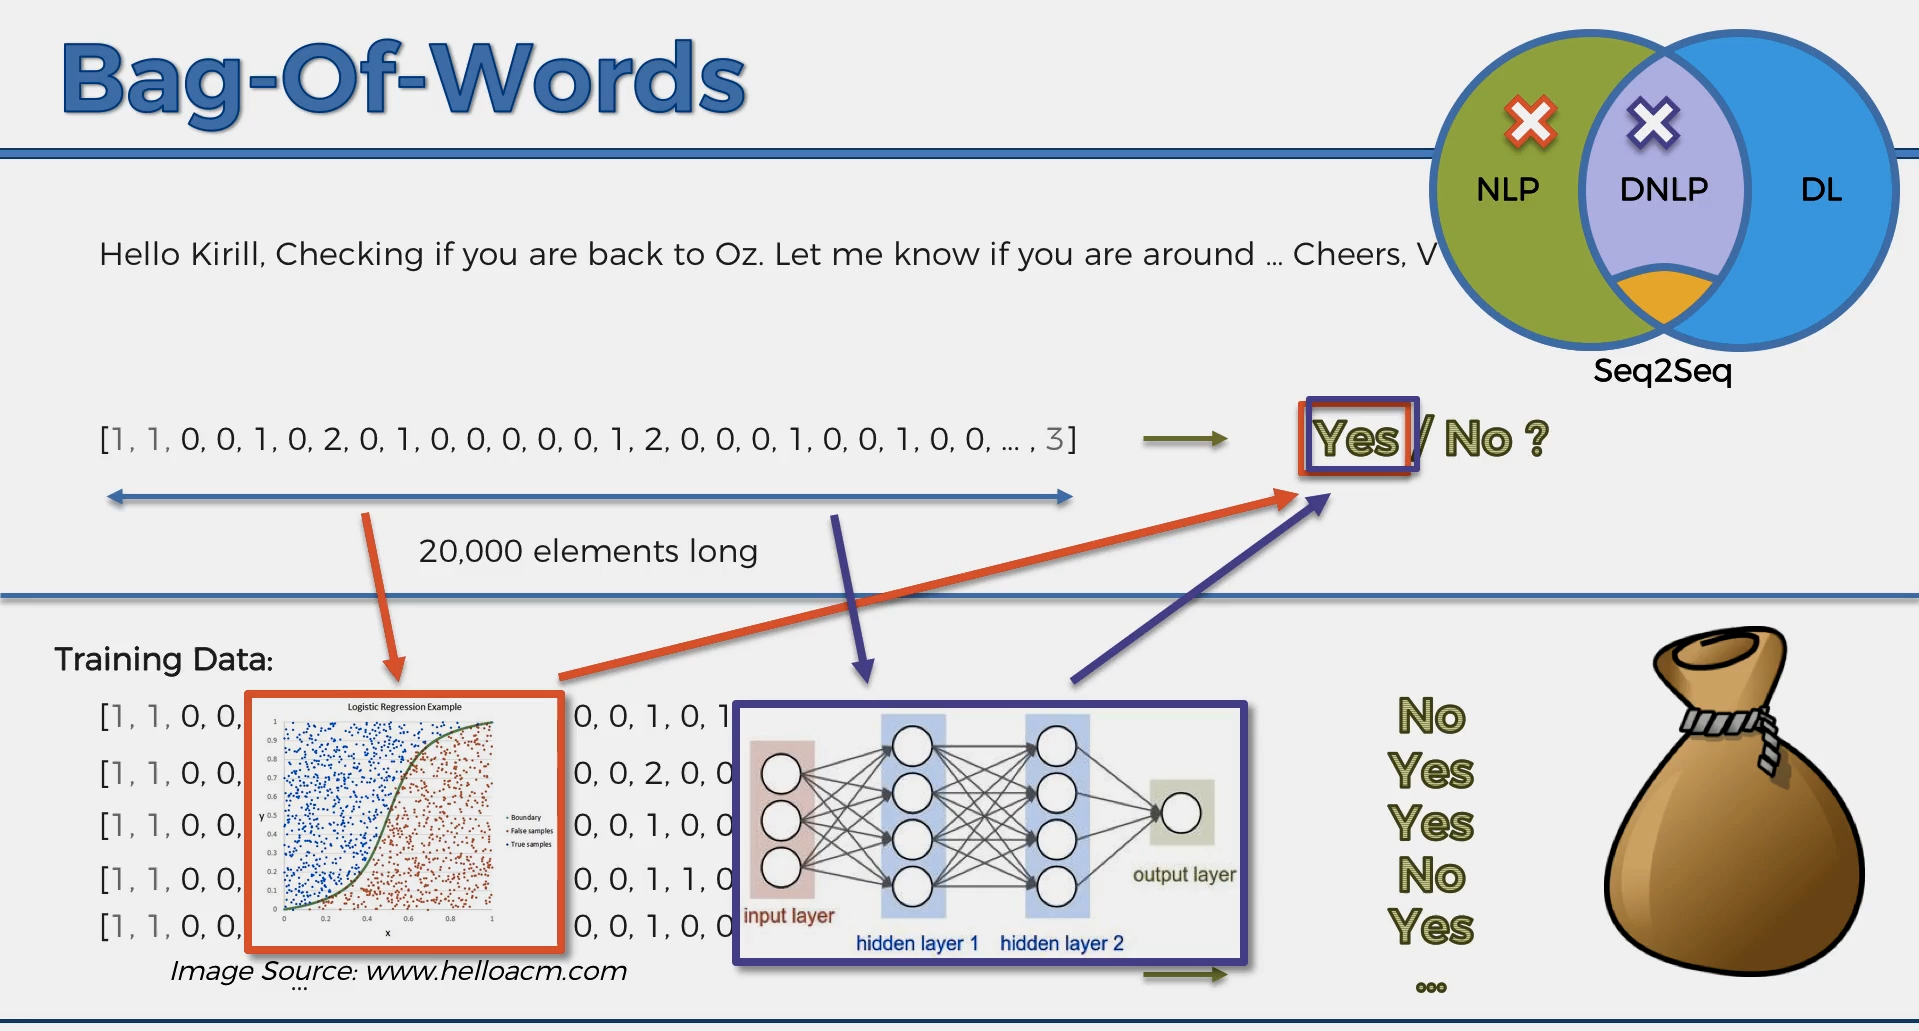 Bag-Of-Words
NLP
DNLP
DL
Seq2Seq
Hello Kirill, Checking if you are back to Oz. Let me know if you are around ... Cheers, V
[1, 1, 0, 0, 1, 0, 2, 0, 1, 0, 0, 0, 0, 0, 1, 2, 0, 0, 0, 1, 0, 0, 1, 0, 0, ... , 3]
Yes / No ?
20,000 elements long
Training Data:
[1, 1, 0, 0, 0, 0, 1, 0, 1 No
[1, 1, 0, 0, 0, 0, 2, 0, 0 Yes
[1, 1, 0, 0, 0, 0, 1, 0, 0 Yes
[1, 1, 0, 0, 0, 0, 1, 1, 0 No
[1, 1, 0, 0, 0, 0, 1, 0, 0 Yes
... ...
Logistic Regression Example
1
0.9
0.8
0.7
0.6
0.5
0.4
0.3
0.2
0.1
0
y
0 0.2 0.4 0.6 0.8 1
x
Boundary
False samples
True samples
input layer
hidden layer 1
hidden layer 2
output layer
Image Source: www.helloacm.com